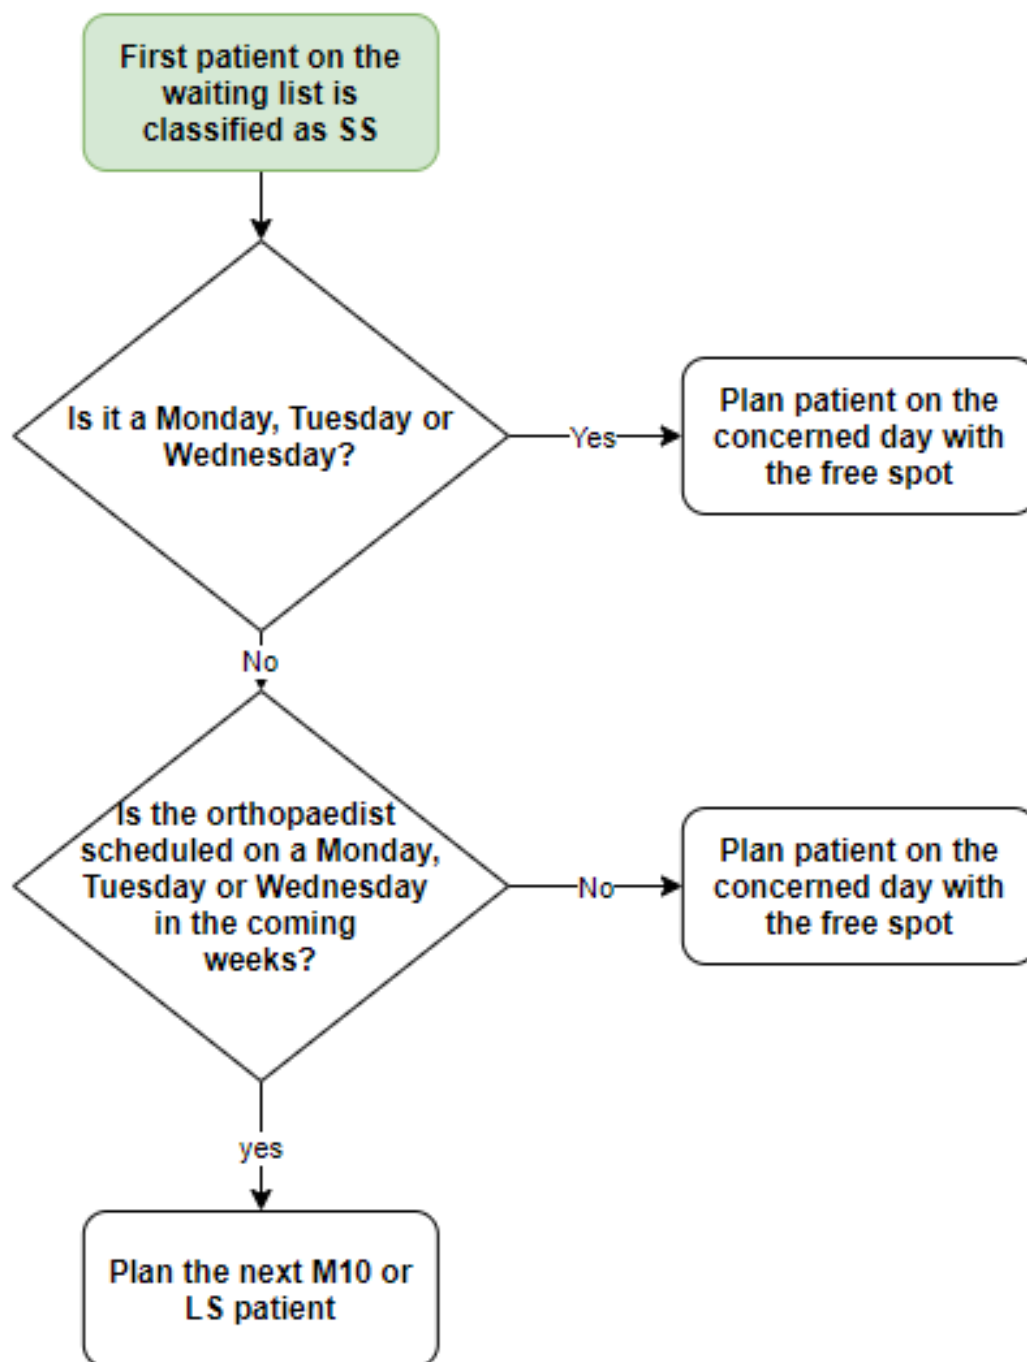 First patient on the
waiting list is
classified as SS
Is it a Monday, Tuesday or
Wednesday?
Yes
Plan patient on the
concerned day with
the free spot
No
Is the orthopaedist
scheduled on a Monday,
Tuesday or Wednesday
in the coming
weeks?
No
Plan patient on the
concerned day with
the free spot
yes
Plan the next M10 or
LS patient